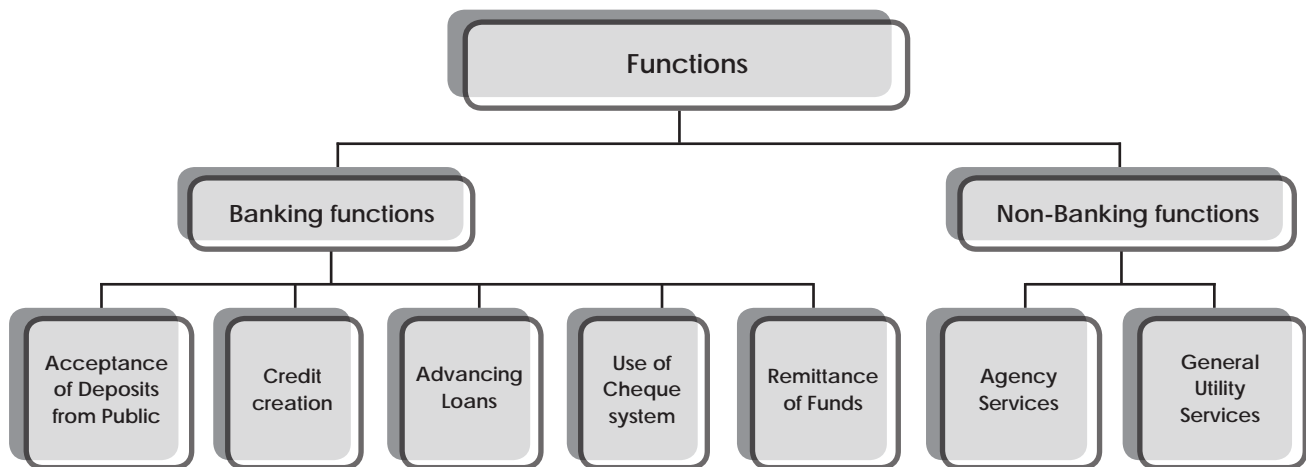 Functions
Banking functions
Non-Banking functions
Acceptance
of Deposits
from Public
Credit
creation
Advancing
Loans
Use of
Cheque
system
Remittance
of Funds
Agency
Services
General
Utility
Services